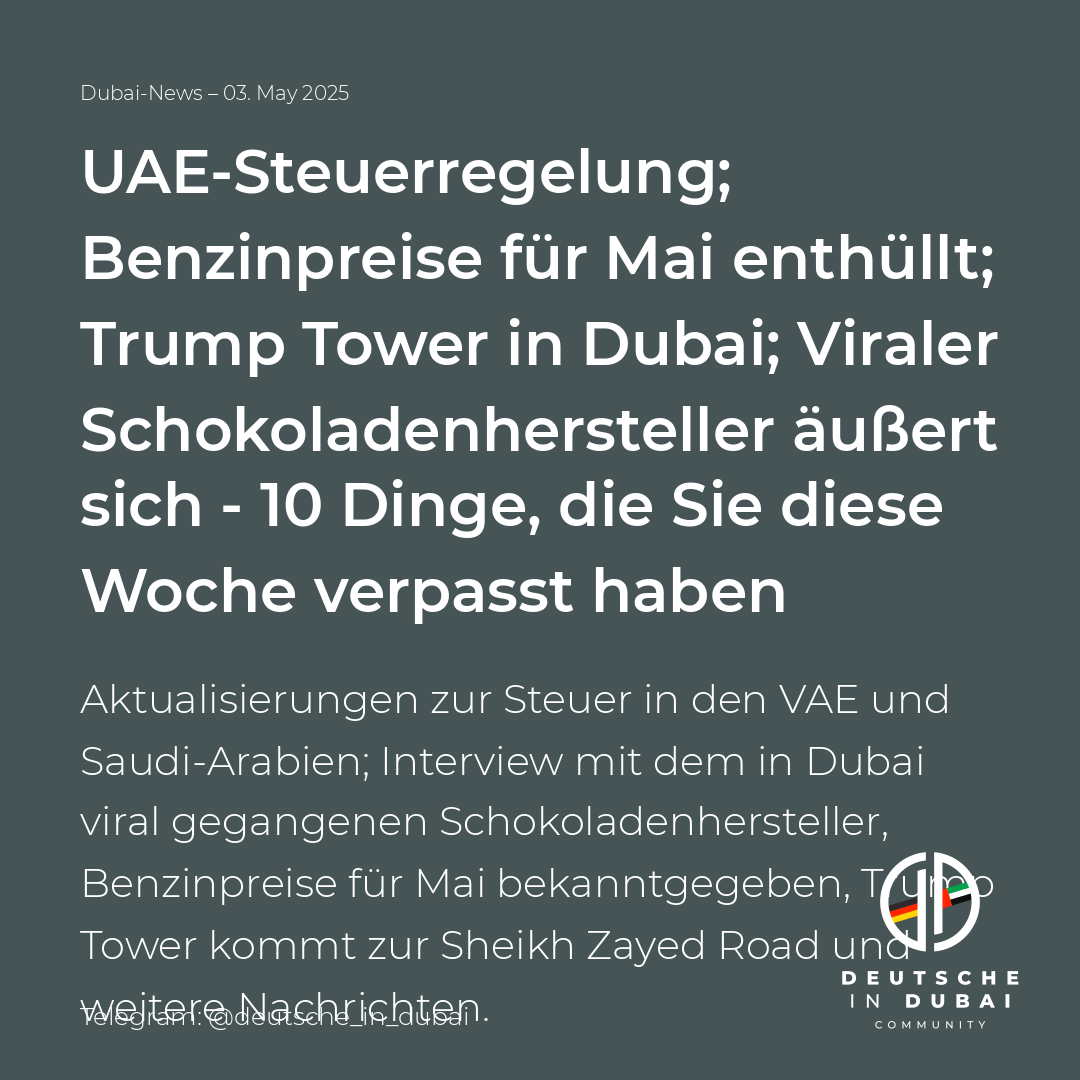 Dubai-News – 03. May 2025
UAE-Steuerregelung;
Benzinpreise für Mai enthüllt;
Trump Tower in Dubai; Viraler
Schokoladenhersteller äußert
sich - 10 Dinge, die Sie diese
Woche verpasst haben
Aktualisierungen zur Steuer in den VAE und
Saudi-Arabien; Interview mit dem in Dubai
viral gegangenen Schokoladenhersteller,
Benzinpreise für Mai bekanntgegeben, Trump
Tower kommt zur Sheikh Zayed Road und
weitere Nachrichten.
Telegram: @deutsche_in_dubai
DEUTSCHE
IN DUBAI
COMMUNITY